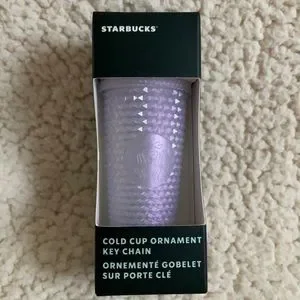 STARBUCKS
COLD CUP ORNAMENT
KEY CHAIN
ORNEMENTÉ GOBELET
SUR PORTE CLÉ